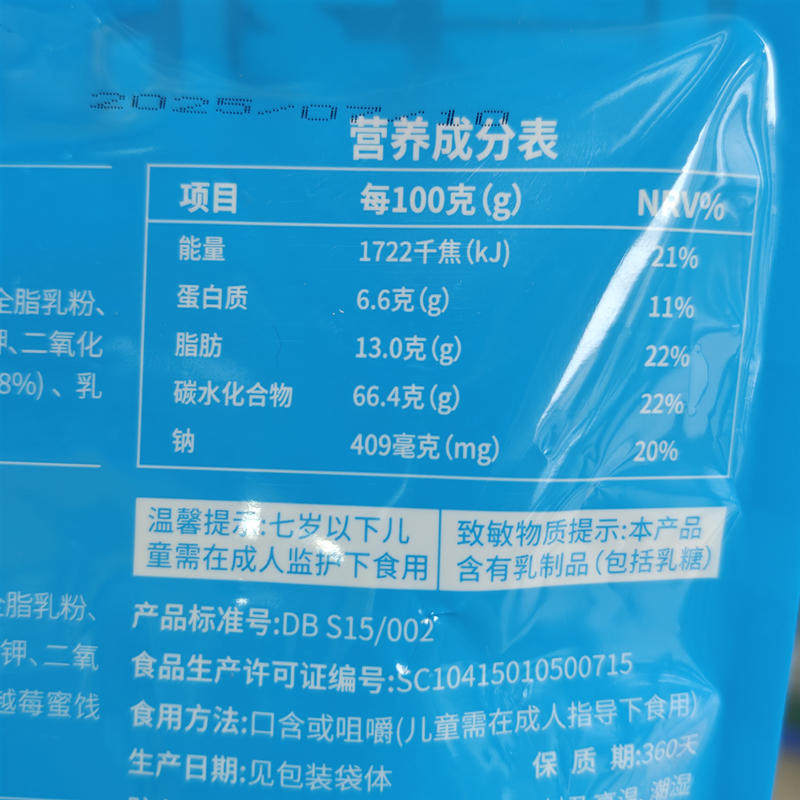 2025/07/10
营养成分表
项目 每100克(g) NRV%
能量 1722千焦(kJ) 21%
蛋白质 6.6克(g) 11%
脂肪 13.0克(g) 22%
碳水化合物 66.4克(g) 22%
钠 409毫克(mg) 20%
全脂乳粉、
钾、二氧化
8%)、乳
温馨提示:七岁以下儿
童需在成人监护下食用
致敏物质提示:本产品
含有乳制品(包括乳糖)
全脂乳粉、
钾、二氧
越莓蜜饯
产品标准号:DB S15/002
食品生产许可证编号:SC10415010500715
食用方法:口含或咀嚼(儿童需在成人指导下食用)
生产日期:见包装袋体
保质期:360天
高温、潮湿